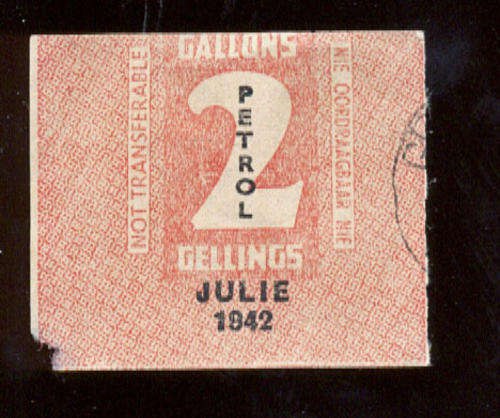 GALLONS
NOT TRANSFERABLE
2
PETROL
NIE OORDRAAGBAAR NIE
GELLINGS
JULIE
1942